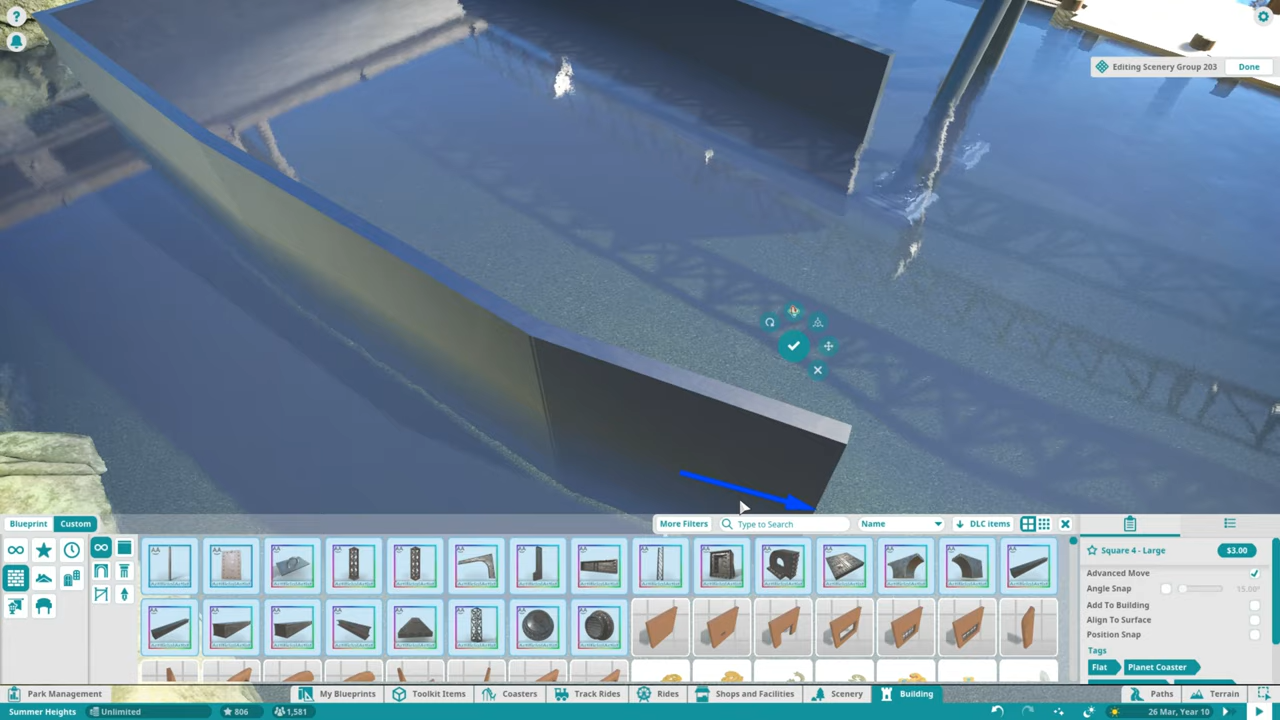 Editing Scenery Group 203
Done
Blueprint
Custom
More Filters
Type to Search
Name
DLC items
Square 4 - Large
$3.00
Advanced Move
Angle Snap
15.00°
Add To Building
Align To Surface
Position Snap
Tags
Flat
Planet Coaster
Park Management
My Blueprints
Toolkit Items
Coasters
Track Rides
Rides
Shops and Facilities
Scenery
Building
Paths
Terrain
Summer Heights
Unlimited
806
1,581
26 Mar, Year 10